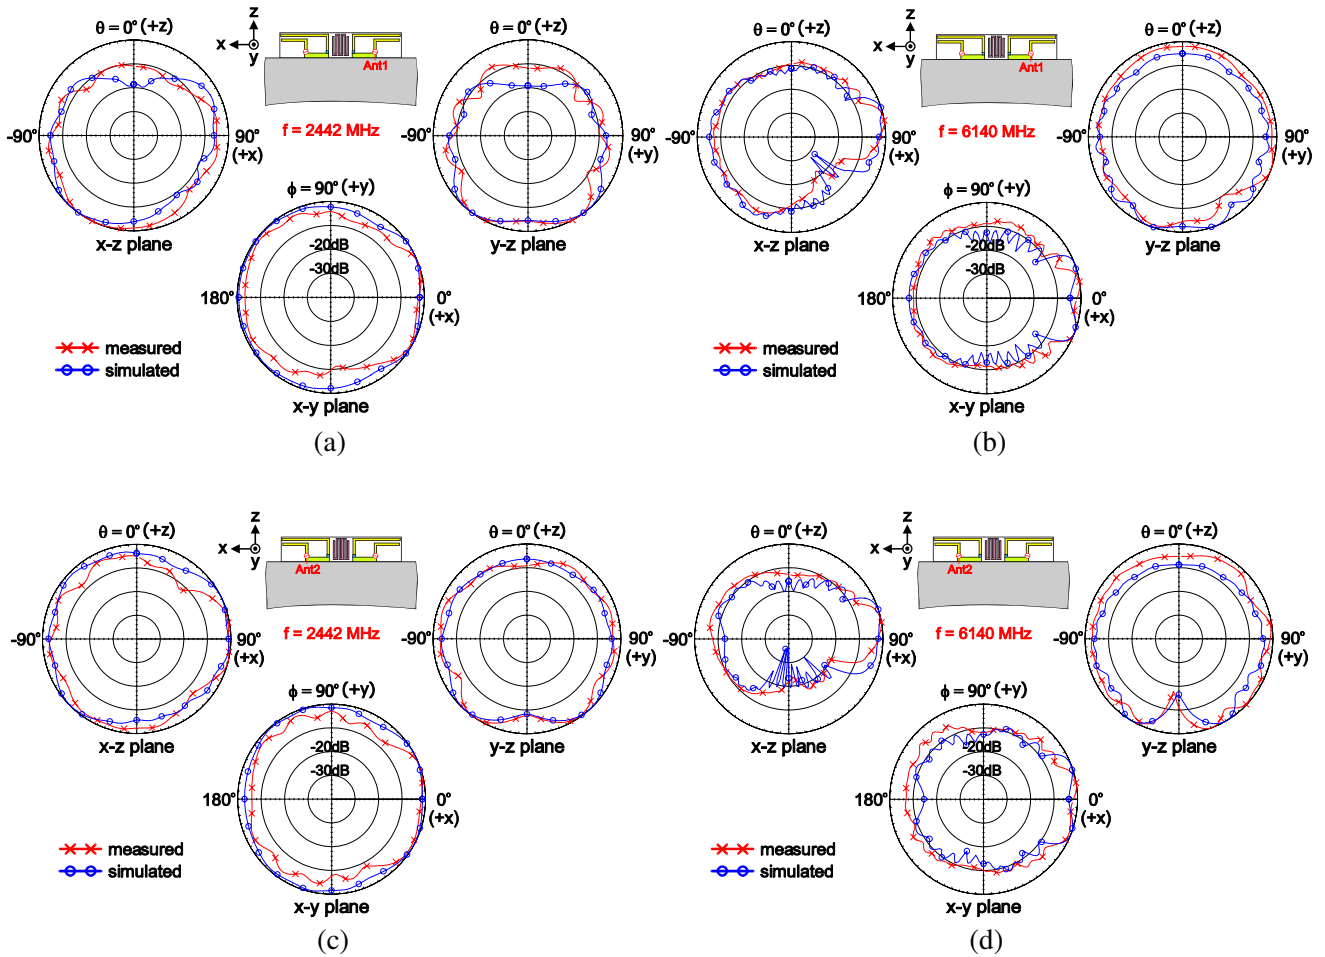 θ = 0° (+z)
z
x
y
Ant1
θ = 0° (+z)
-90°
90°
(+x)
f = 2442 MHz
-90°
90°
(+y)
x-z plane
ϕ = 90° (+y)
y-z plane
-20dB
-30dB
180°
0°
(+x)
measured
simulated
x-y plane
(a)
θ = 0° (+z)
z
x
y
Ant1
θ = 0° (+z)
-90°
90°
(+x)
f = 6140 MHz
-90°
90°
(+y)
x-z plane
ϕ = 90° (+y)
y-z plane
-20dB
-30dB
180°
0°
(+x)
measured
simulated
x-y plane
(b)
θ = 0° (+z)
z
x
y
Ant2
θ = 0° (+z)
-90°
90°
(+x)
f = 2442 MHz
-90°
90°
(+y)
x-z plane
ϕ = 90° (+y)
y-z plane
-20dB
-30dB
180°
0°
(+x)
measured
simulated
x-y plane
(c)
θ = 0° (+z)
z
x
y
Ant2
θ = 0° (+z)
-90°
90°
(+x)
f = 6140 MHz
-90°
90°
(+y)
x-z plane
ϕ = 90° (+y)
y-z plane
-20dB
-30dB
180°
0°
(+x)
measured
simulated
x-y plane
(d)